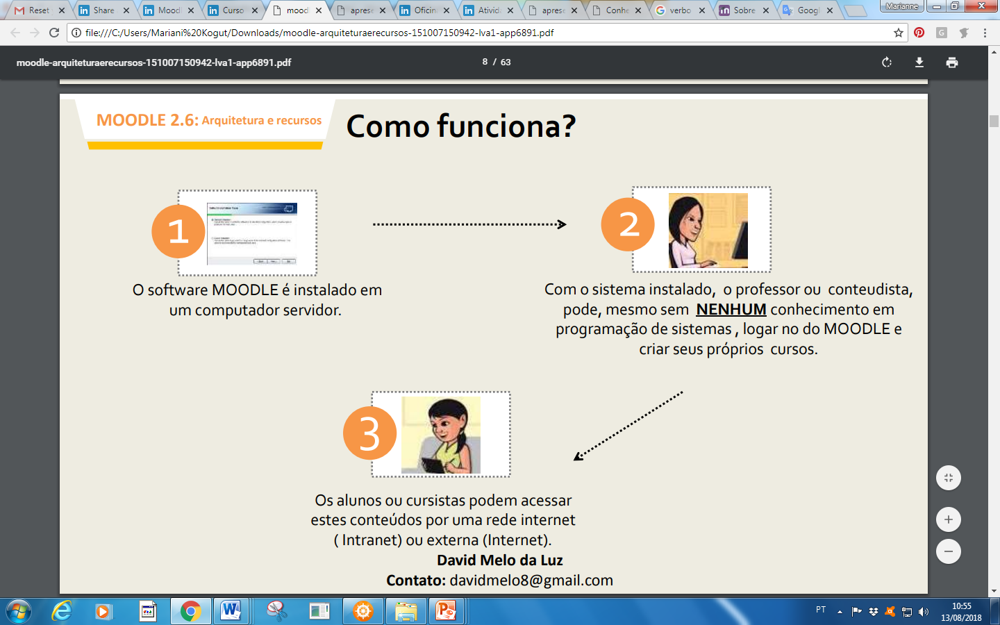 Reset
Share
Moodl
Curso
mood
aprese
Oficin
Ativid
aprese
Conhe
verbo
Sobre
Googl
Marianne
file:///C:/Users/Mariani%20Kogut/Downloads/moodle-arquiteturaerecursos-151007150942-lva1-app6891.pdf
moodle-arquiteturaerecursos-151007150942-lva1-app6891.pdf
8 / 63
MOODLE 2.6: Arquitetura e recursos
Como funciona?
1
2
O software MOODLE é instalado em
um computador servidor.
Com o sistema instalado, o professor ou conteudista,
pode, mesmo sem NENHUM conhecimento em
programação de sistemas , logar no do MOODLE e
criar seus próprios cursos.
3
Os alunos ou cursistas podem acessar
estes conteúdos por uma rede internet
( Intranet) ou externa (Internet).
David Melo da Luz
Contato: davidmelo8@gmail.com
PT
10:55
13/08/2018